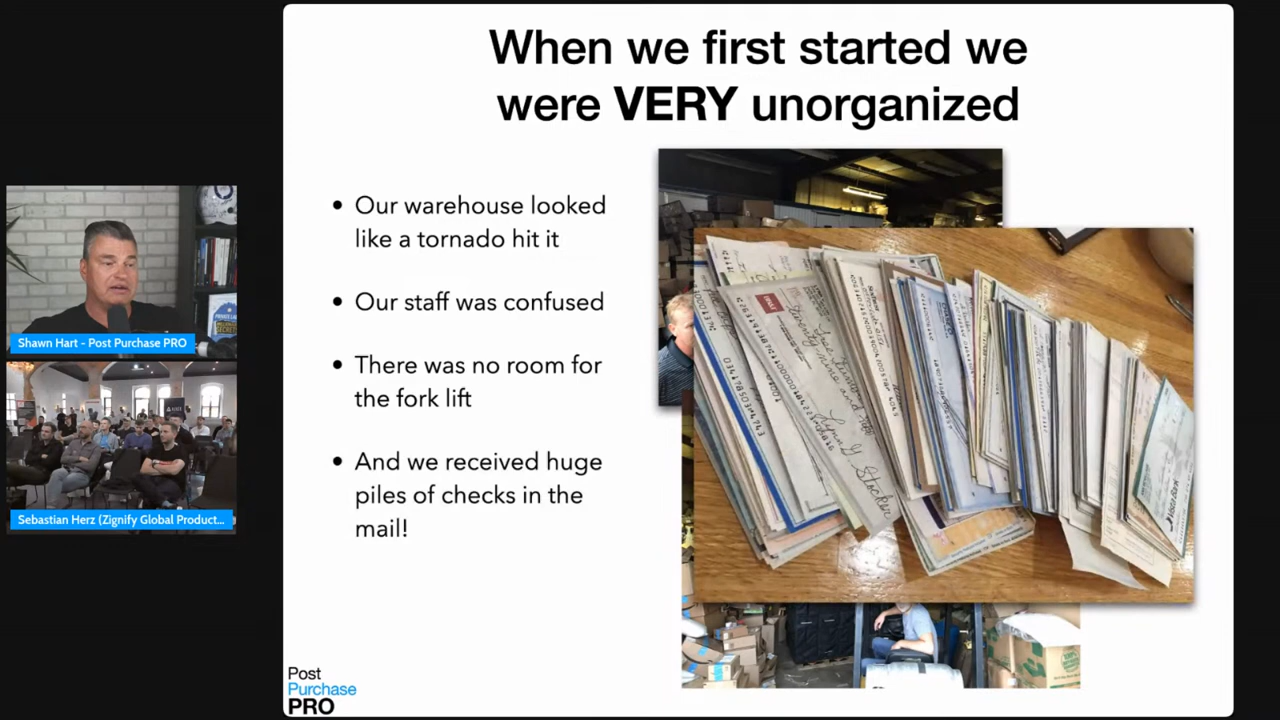 When we first started we
were VERY unorganized
Our warehouse looked
like a tornado hit it
Our staff was confused
There was no room for
the fork lift
And we received huge
piles of checks in the
mail!
Shawn Hart - Post Purchase PRO
Sebastian Herz (Zignify Global Product...
Post
Purchase
PRO